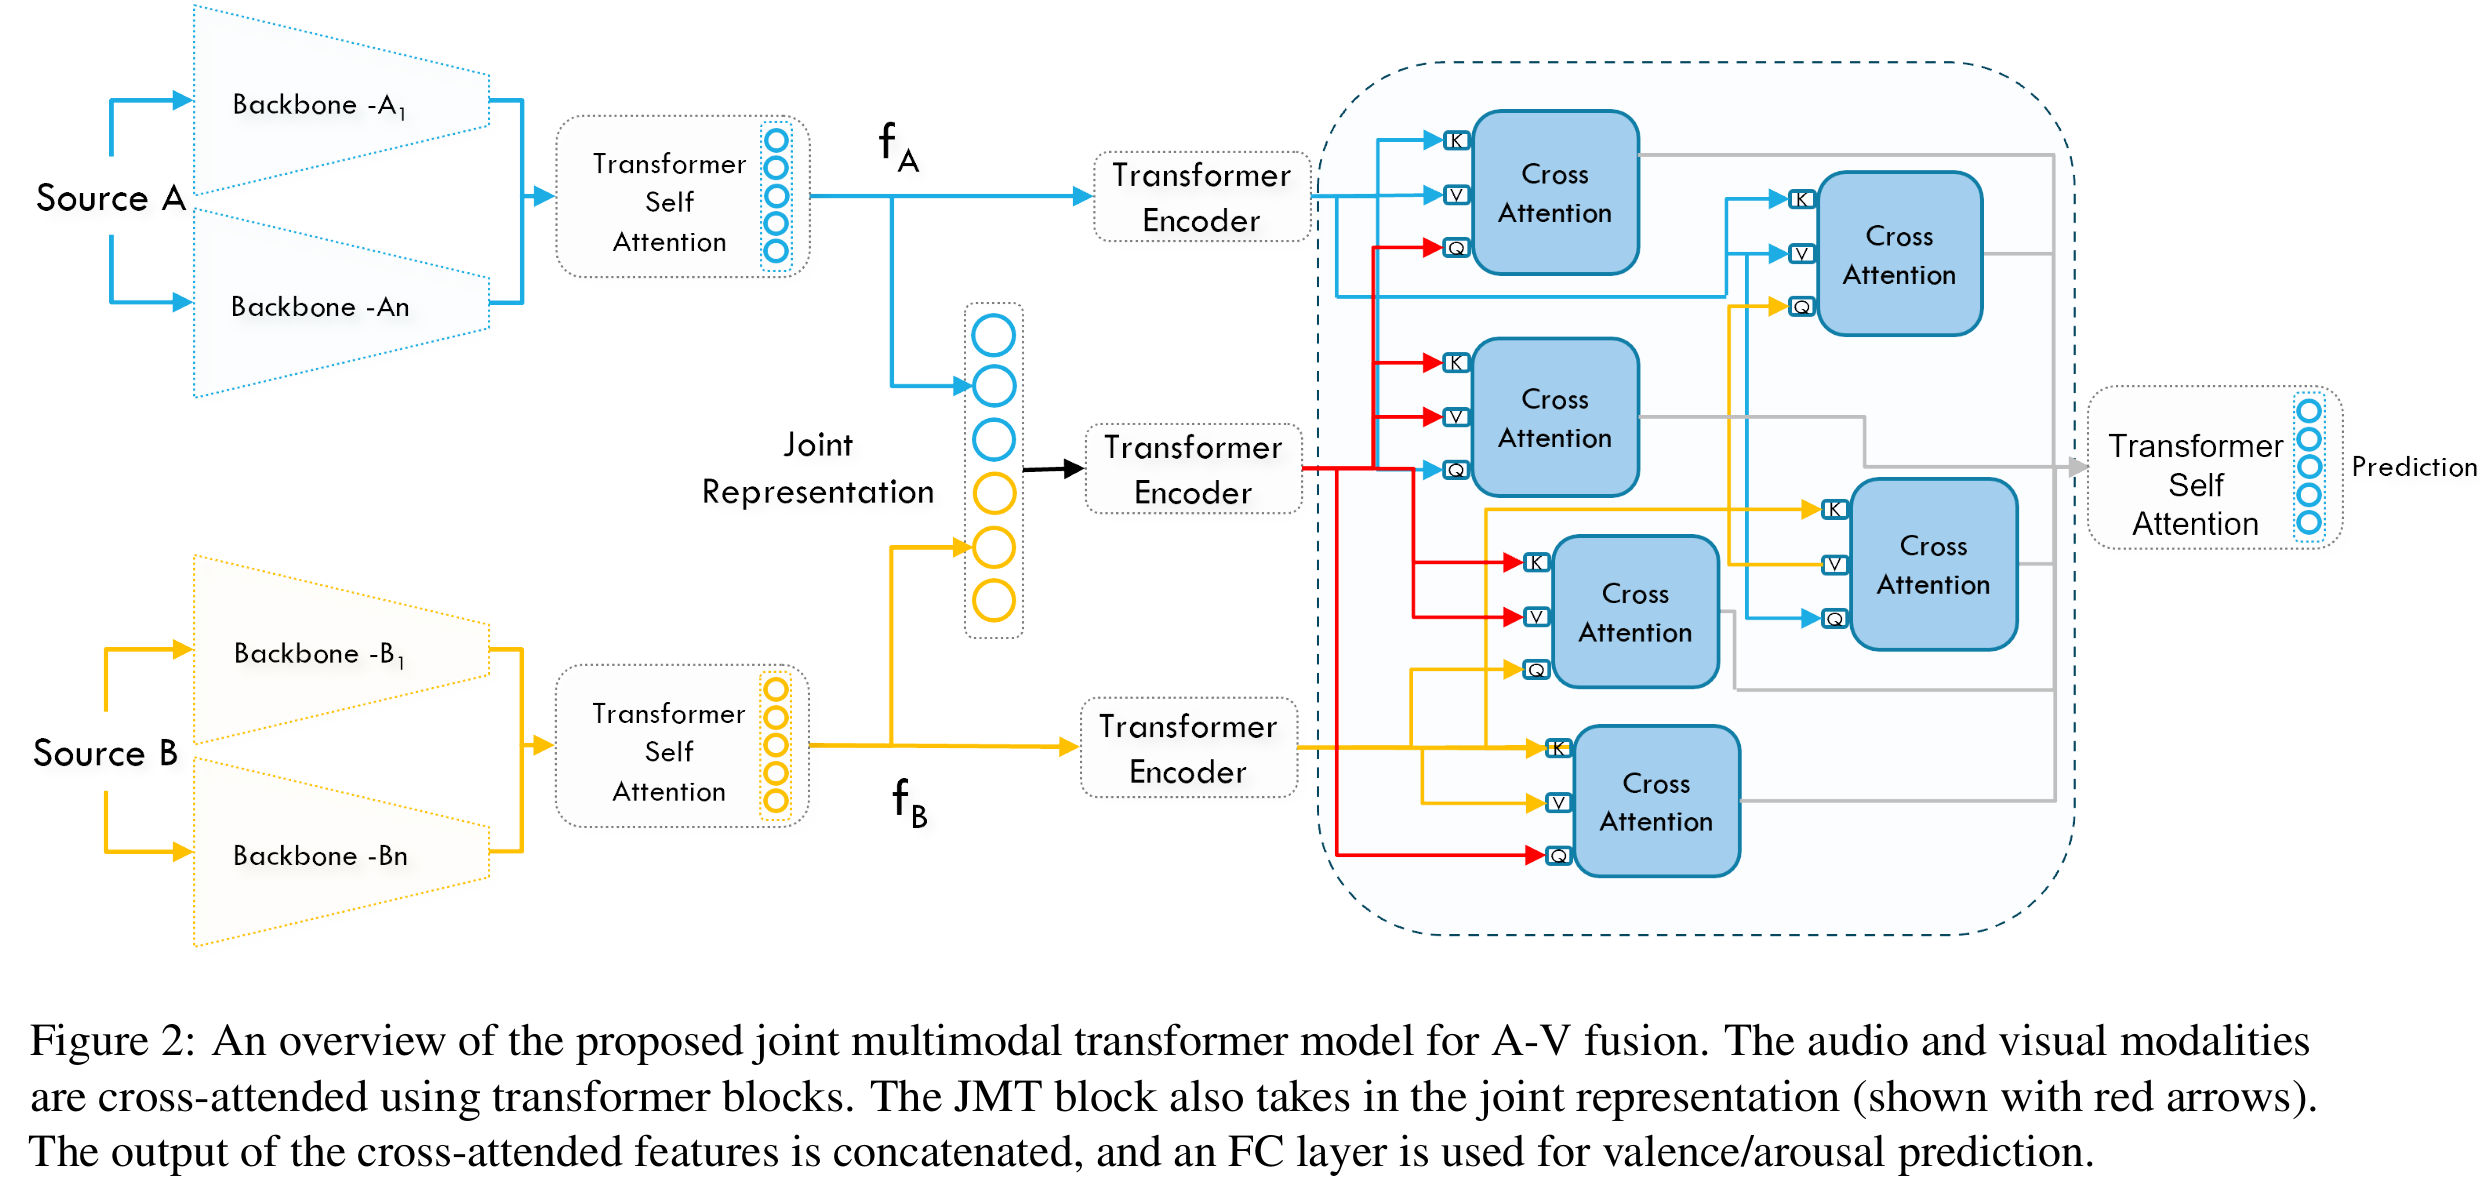 Source A
Backbone -A1
Backbone -An
Transformer
Self
Attention
fA
Transformer
Encoder
Joint
Representation
Transformer
Encoder
Source B
Backbone -B1
Backbone -Bn
Transformer
Self
Attention
fB
Transformer
Encoder
K
V
Q
Cross
Attention
K
V
Q
Cross
Attention
K
V
Q
Cross
Attention
K
V
Q
Cross
Attention
K
V
Q
Cross
Attention
K
V
Q
Cross
Attention
Transformer
Self
Attention
Prediction
Figure 2: An overview of the proposed joint multimodal transformer model for A-V fusion. The audio and visual modalities
are cross-attended using transformer blocks. The JMT block also takes in the joint representation (shown with red arrows).
The output of the cross-attended features is concatenated, and an FC layer is used for valence/arousal prediction.